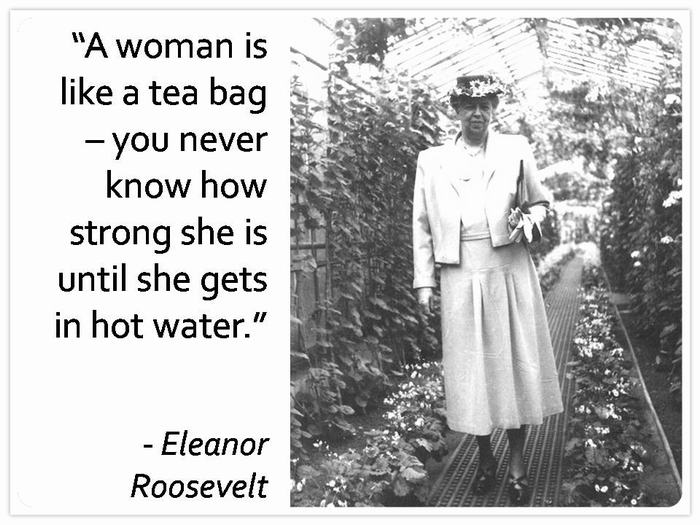 “A woman is
like a tea bag
– you never
know how
strong she is
until she gets
in hot water.”
- Eleanor
Roosevelt